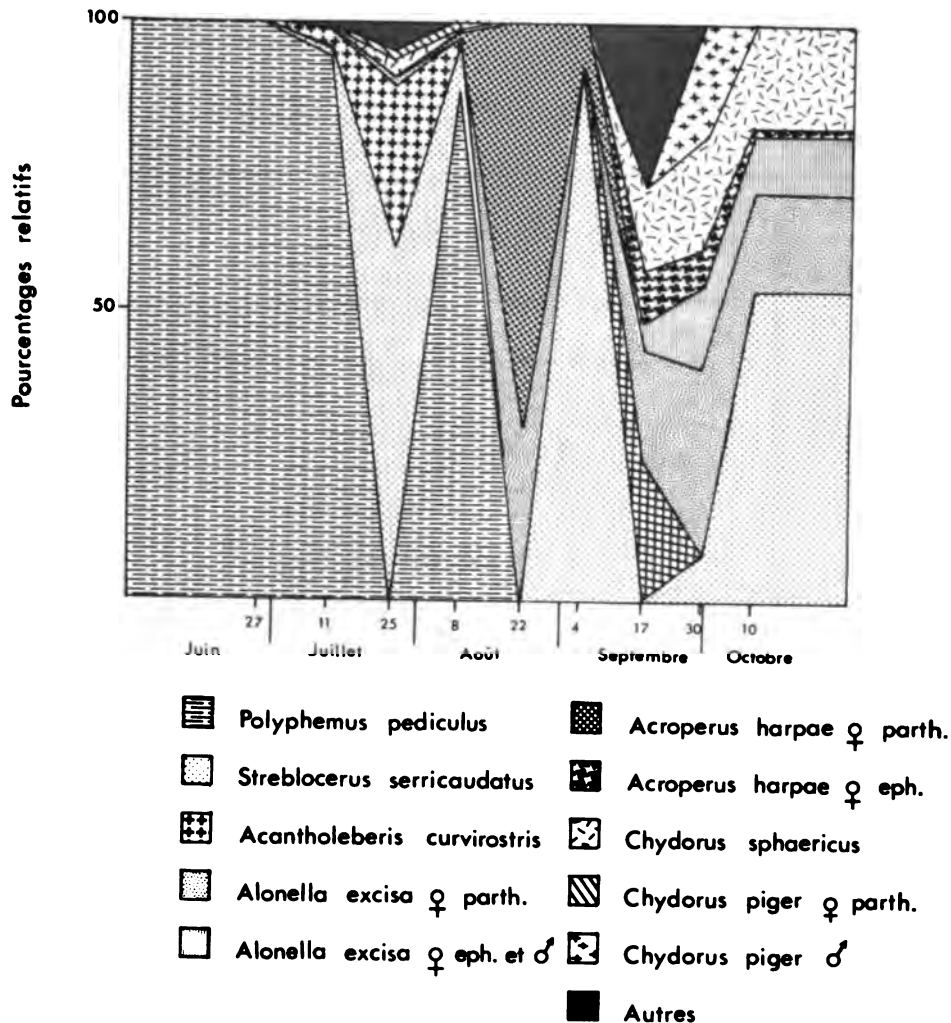 100
Pourcentages relatifs
50
27 11 25 8 22 4 17 30 10
Juin Juillet Août Septembre Octobre
Polyphemus pediculus
Streblocerus serricaudatus
Acantholeberis curvirostris
Alonella excisa ♀ parth.
Alonella excisa ♀ eph. et ♂
Acroperus harpae ♀ parth.
Acroperus harpae ♀ eph.
Chydorus sphaericus
Chydorus piger ♀ parth.
Chydorus piger ♂
Autres